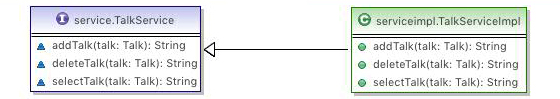 I service.TalkService
addTalk(talk: Talk): String
deleteTalk(talk: Talk): String
selectTalk(talk: Talk): String
C serviceimpl.TalkServiceImpl
addTalk(talk: Talk): String
deleteTalk(talk: Talk): String
selectTalk(talk: Talk): String